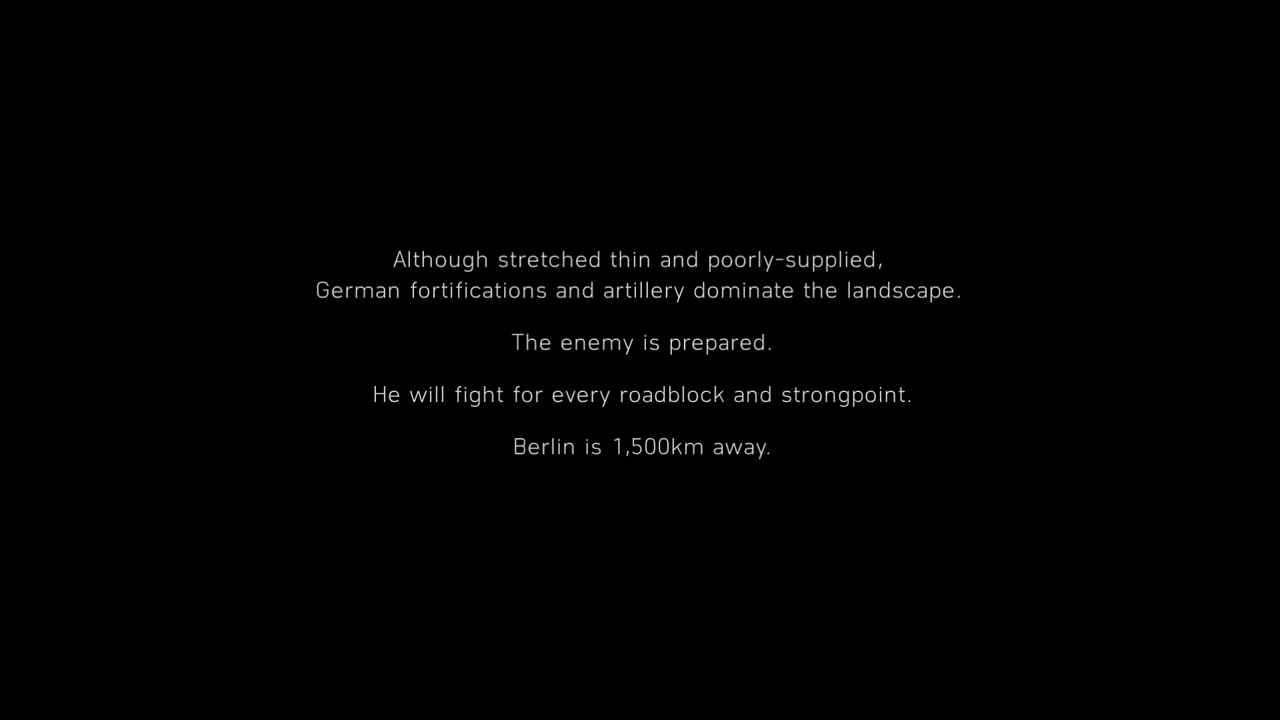 Although stretched thin and poorly-supplied,
German fortifications and artillery dominate the landscape.
The enemy is prepared.
He will fight for every roadblock and strongpoint.
Berlin is 1,500km away.